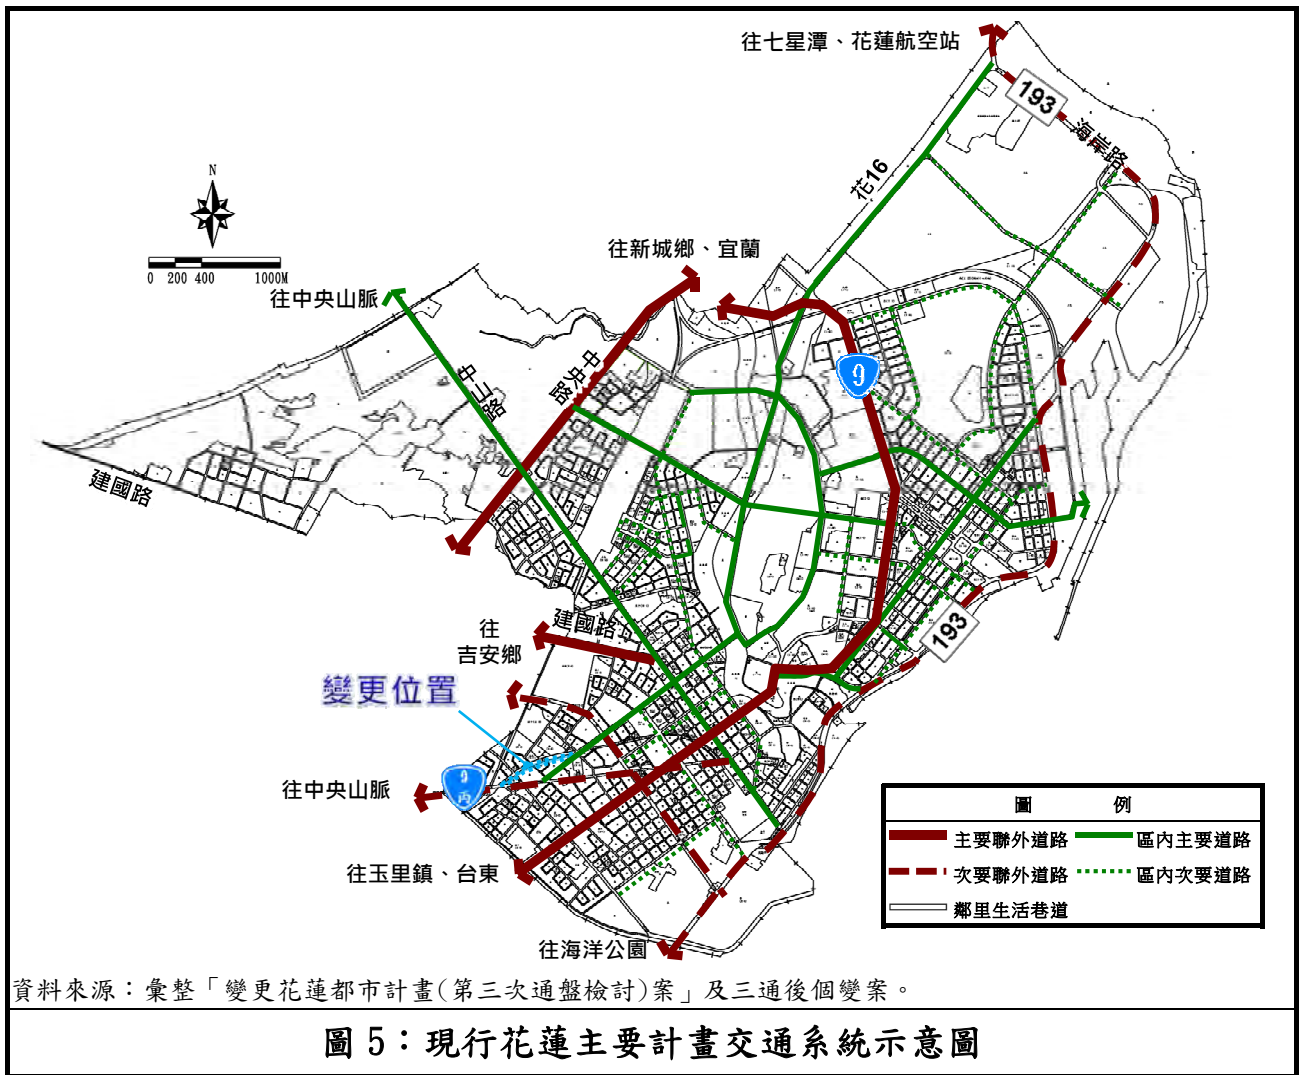 往七星潭、花蓮航空站
193
海岸路
花16
N
0 200 400 1000M
往新城鄉、宜蘭
往中央山脈
中央路
中山路
9
建國路
往
吉安鄉
建國路
193
變更位置
往中央山脈
9
丙
往玉里鎮、台東
往海洋公園
圖例
主要聯外道路
區內主要道路
次要聯外道路
區內次要道路
鄰里生活巷道
資料來源：彙整「變更花蓮都市計畫(第三次通盤檢討)案」及三通後個變案。
圖 5：現行花蓮主要計畫交通系統示意圖